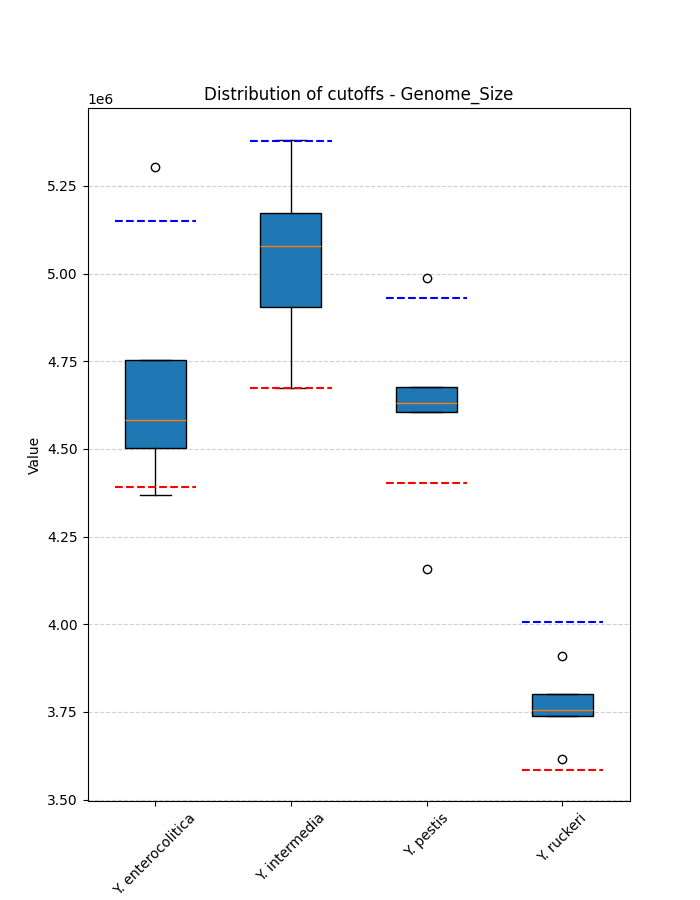 Distribution of cutoffs - Genome_Size
1e6
5.25
5.00
4.75
4.50
4.25
4.00
3.75
3.50
Value
Y. enterocolitica
Y. intermedia
Y. pestis
Y. ruckeri